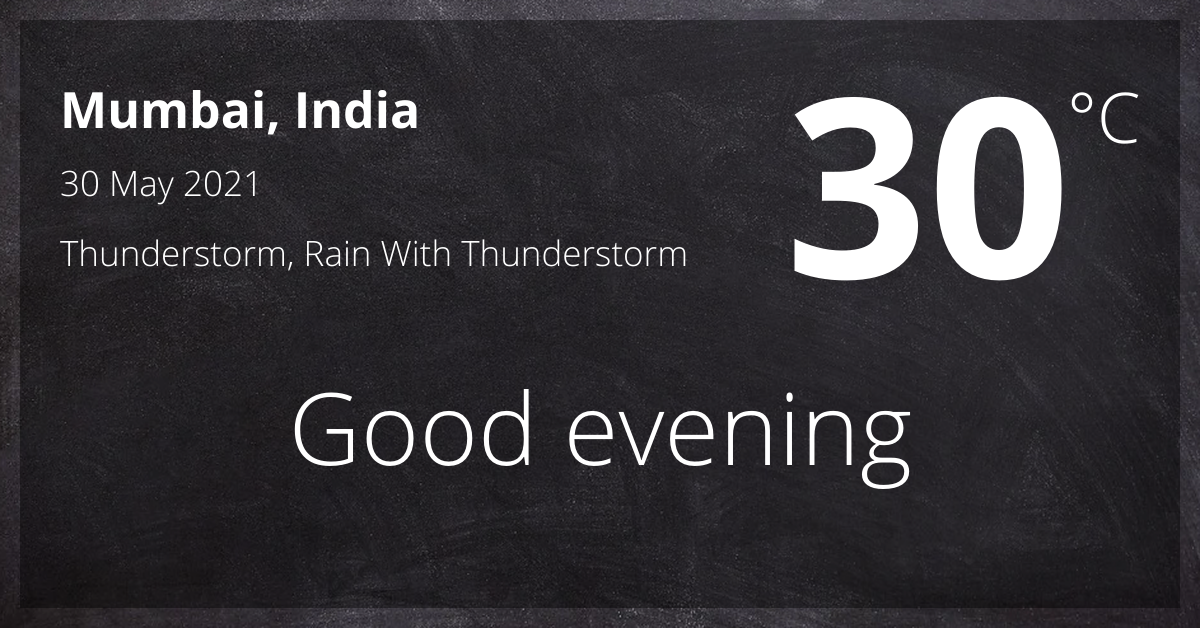 Mumbai, India
30 °C
30 May 2021
Thunderstorm, Rain With Thunderstorm
Good evening